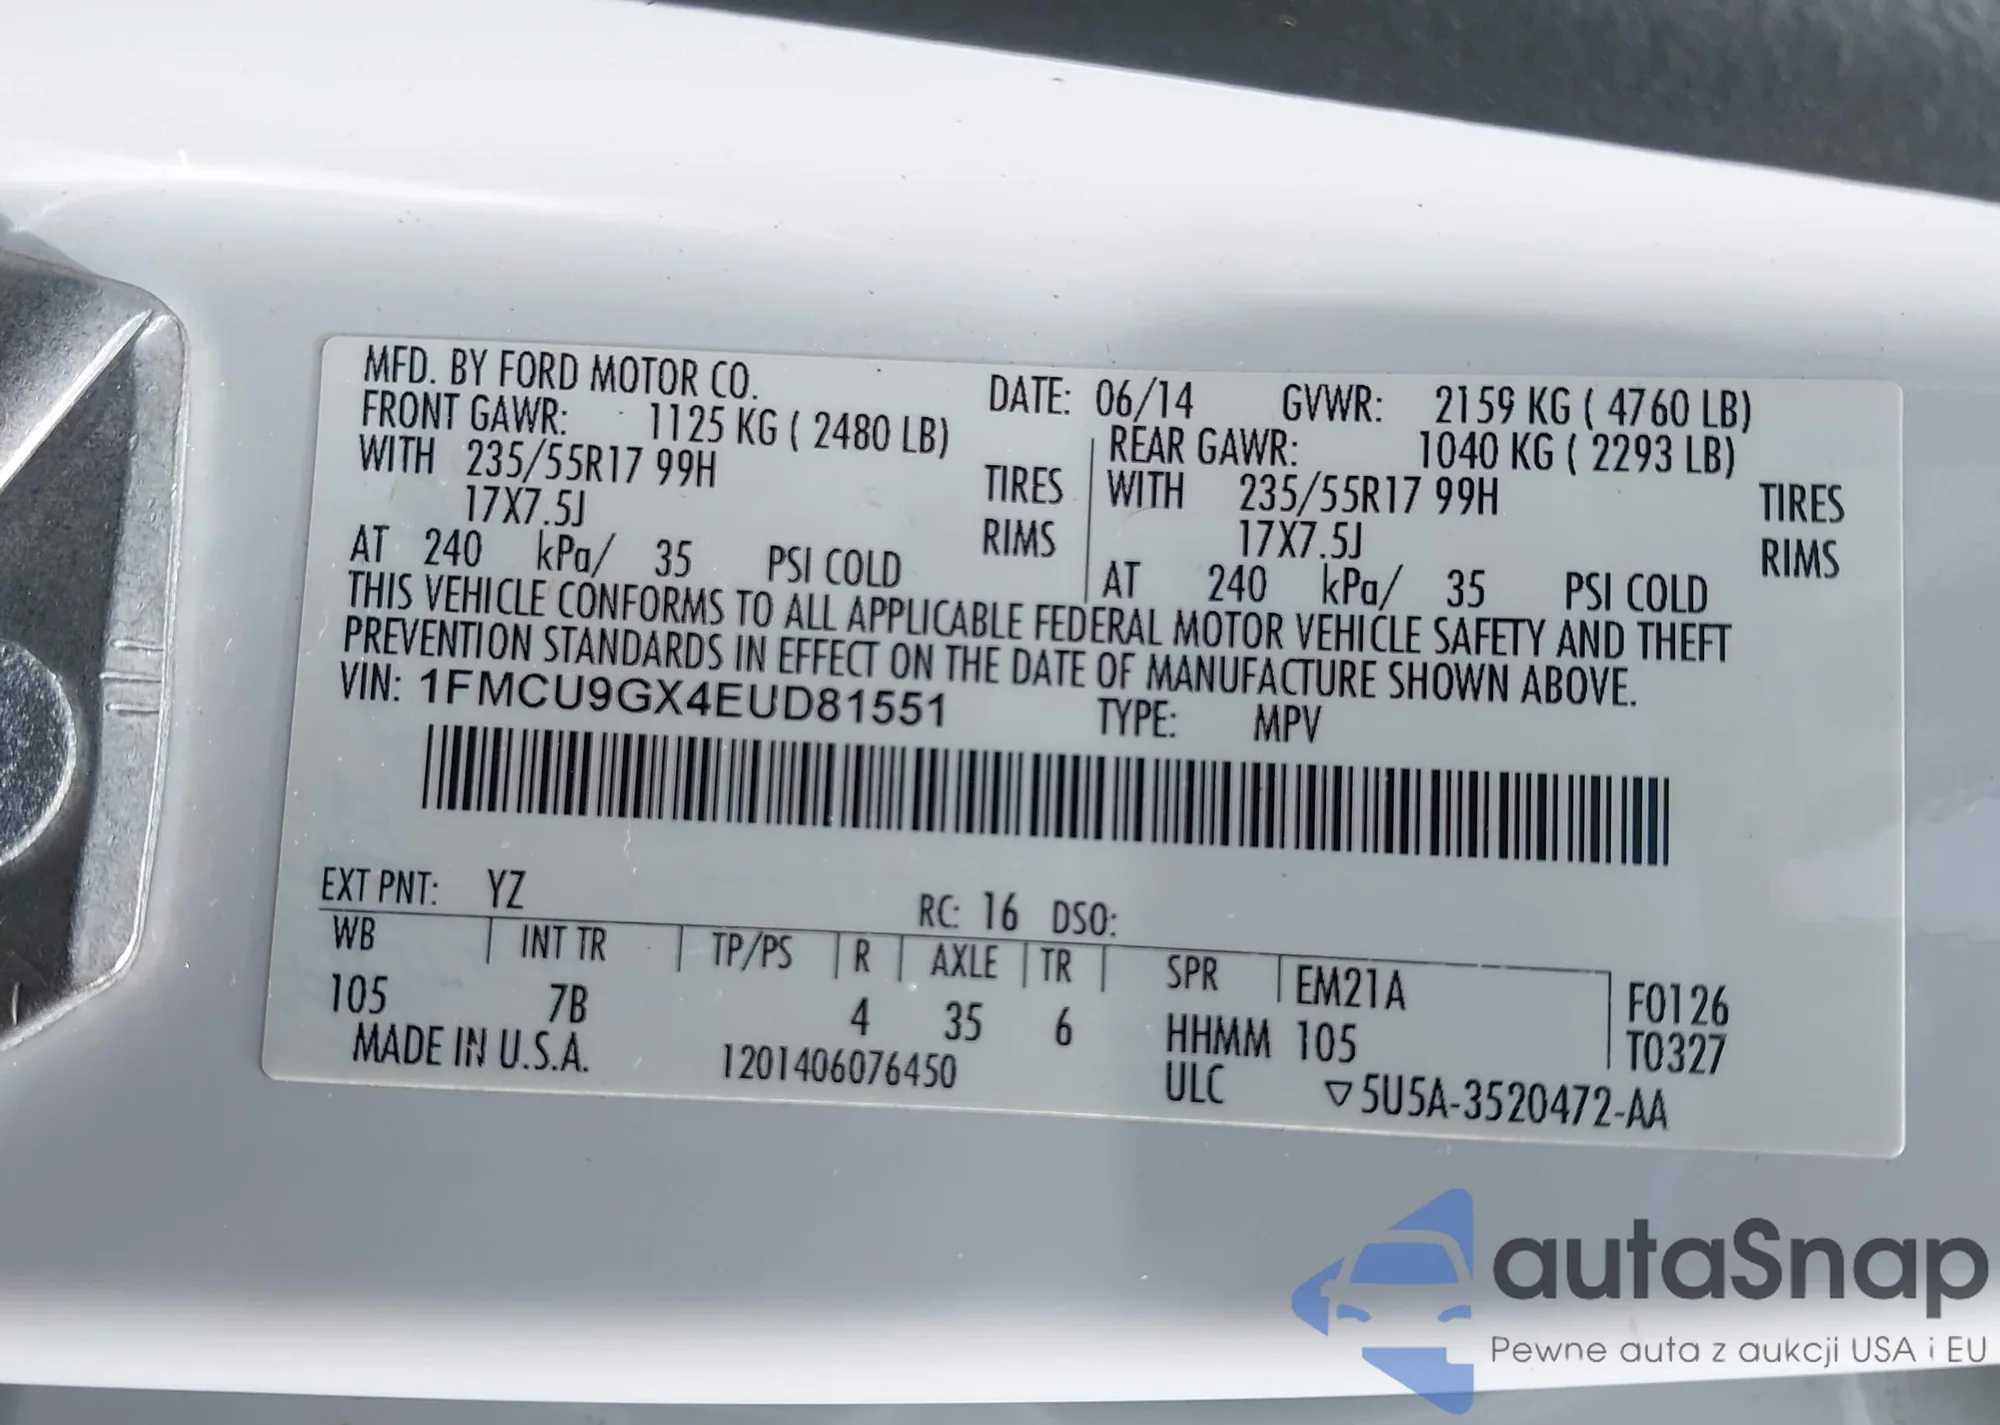 MFD. BY FORD MOTOR CO. DATE: 06/14 GVWR: 2159 KG ( 4760 LB)
FRONT GAWR: 1125 KG ( 2480 LB) REAR GAWR: 1040 KG ( 2293 LB)
WITH 235/55R17 99H TIRES WITH 235/55R17 99H TIRES
17X7.5J RIMS 17X7.5J RIMS
AT 240 kPa/ 35 PSI COLD AT 240 kPa/ 35 PSI COLD
THIS VEHICLE CONFORMS TO ALL APPLICABLE FEDERAL MOTOR VEHICLE SAFETY AND THEFT
PREVENTION STANDARDS IN EFFECT ON THE DATE OF MANUFACTURE SHOWN ABOVE.
VIN: 1FMCU9GX4EUD81551 TYPE: MPV
EXT PNT: YZ RC: 16 DSO:
WB INT TR TP/PS R AXLE TR SPR EM21A F0126
105 7B 4 35 6 HHMM 105 T0327
MADE IN U.S.A. 1201406076450 ULC ▽5U5A-3520472-AA
autaSnap
Pewne auta z aukcji USA i EU